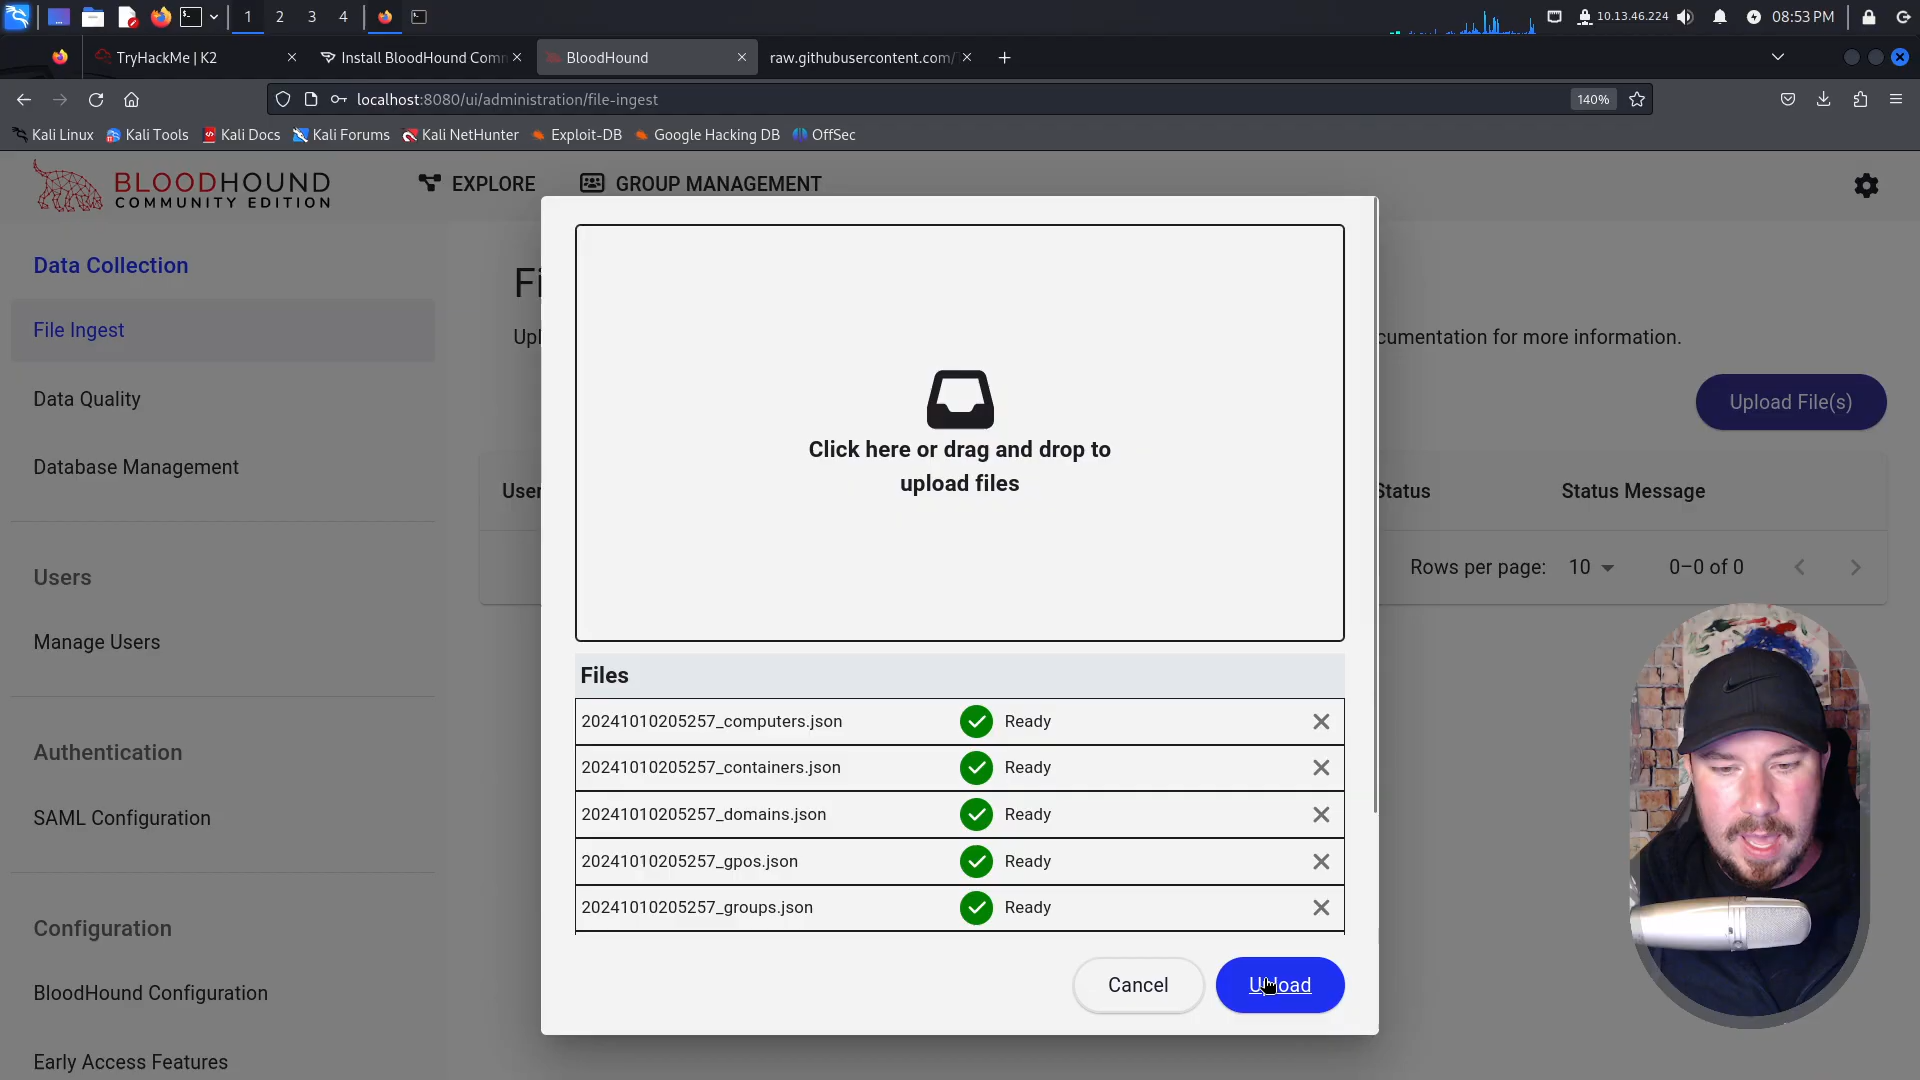 1 2 3 4 10.13.46.224 08:53 PM
TryHackMe | K2 Install BloodHound Com BloodHound raw.githubusercontent.com/
localhost:8080/ui/administration/file-ingest 140%
Kali Linux Kali Tools Kali Docs Kali Forums Kali NetHunter Exploit-DB Google Hacking DB OffSec
BLOODHOUND
COMMUNITY EDITION
EXPLORE GROUP MANAGEMENT
Data Collection
File Ingest
Data Quality
Database Management
Users
Manage Users
Authentication
SAML Configuration
Configuration
BloodHound Configuration
Early Access Features
Fi
Upl
cumentation for more information.
Upload File(s)
User
Status Status Message
Rows per page: 10 0–0 of 0
Click here or drag and drop to
upload files
Files
20241010205257_computers.json Ready
20241010205257_containers.json Ready
20241010205257_domains.json Ready
20241010205257_gpos.json Ready
20241010205257_groups.json Ready
Cancel Upload